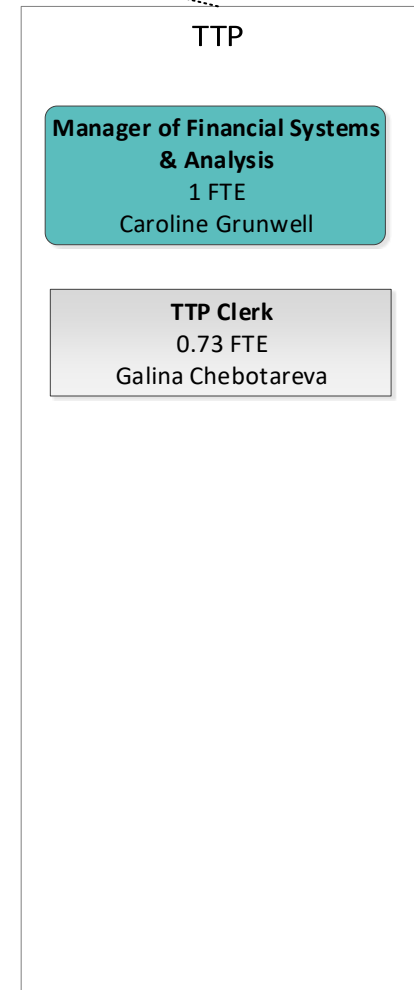 TTP
Manager of Financial Systems
& Analysis
1 FTE
Caroline Grunwell
TTP Clerk
0.73 FTE
Galina Chebotareva